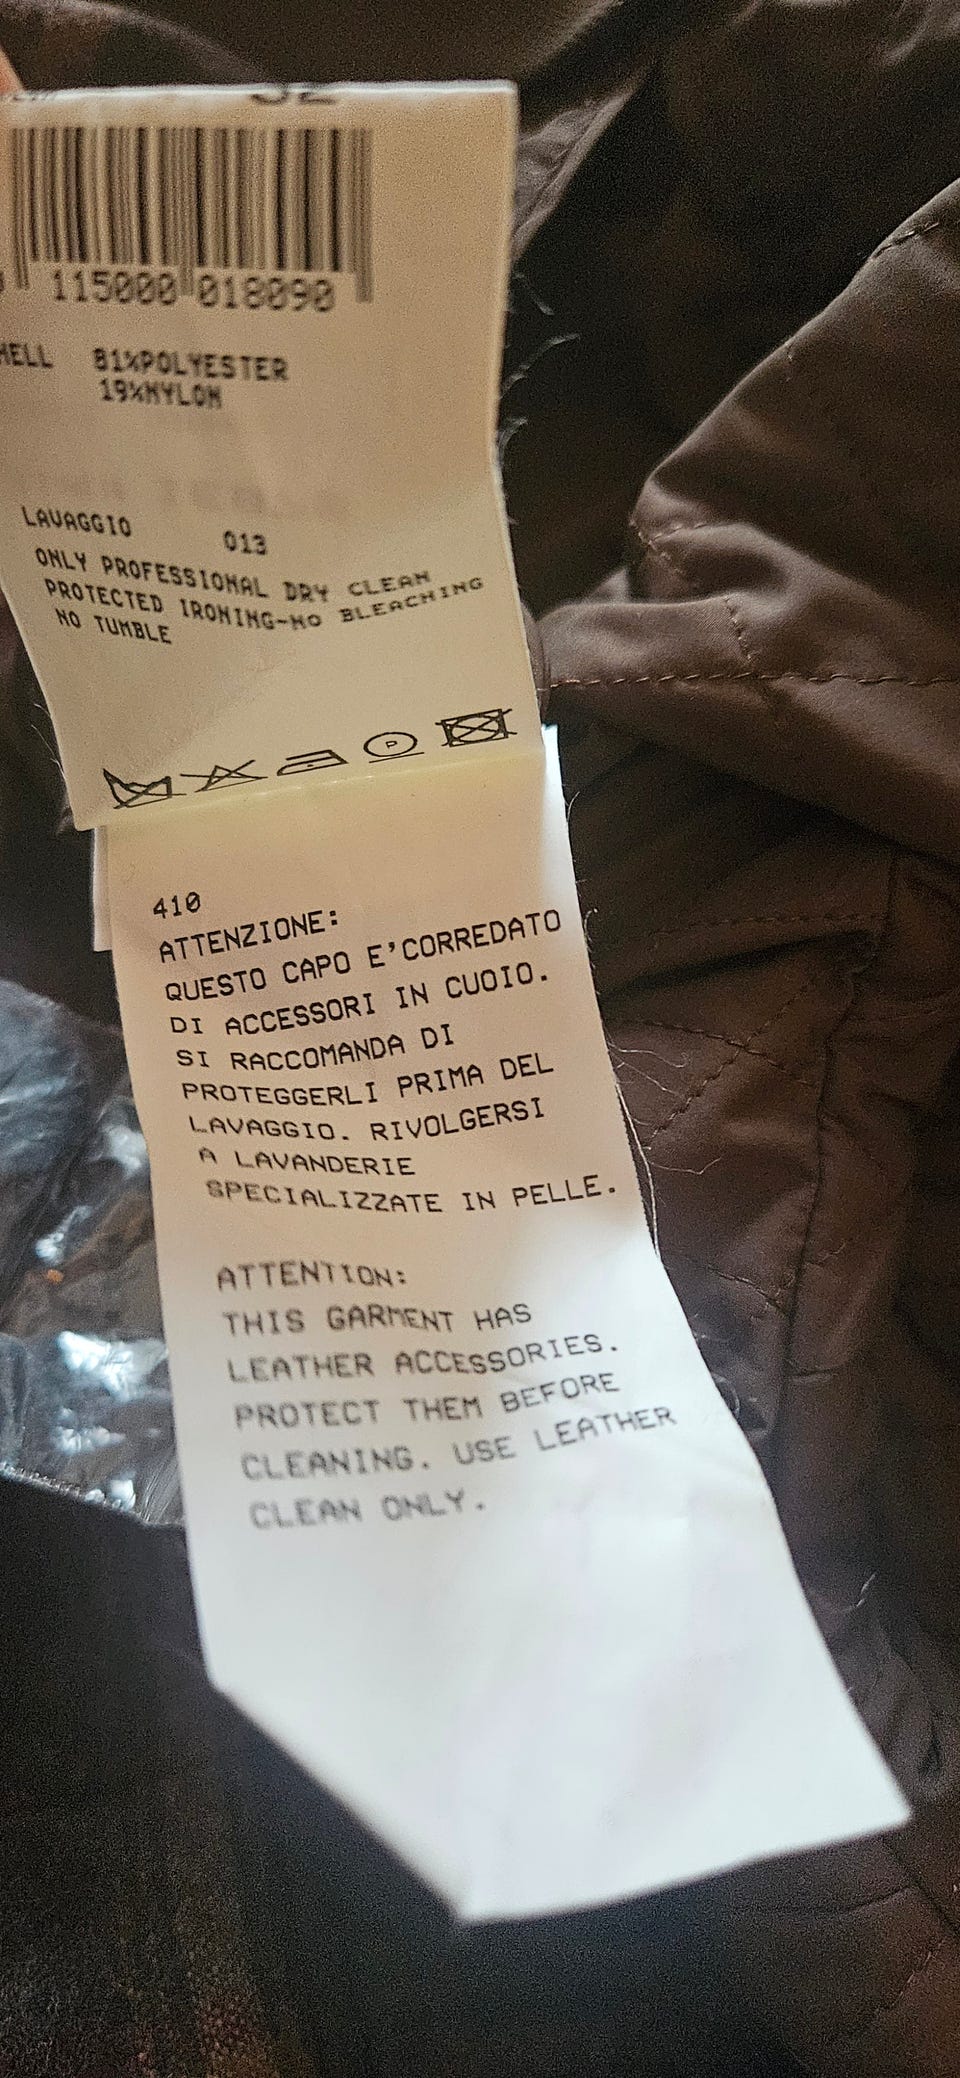 115000 018090
81%POLYESTER
19%NYLON
LAVAGGIO 013
ONLY PROFESSIONAL DRY CLEAN
PROTECTED IRONING-NO BLEACHING
NO TUMBLE
P
410
ATTENZIONE:
QUESTO CAPO E'CORREDATO
DI ACCESSORI IN CUOIO.
SI RACCOMANDA DI
PROTEGGERLI PRIMA DEL
LAVAGGIO. RIVOLGERSI
A LAVANDERIE
SPECIALIZZATE IN PELLE.
ATTENTION:
THIS GARMENT HAS
LEATHER ACCESSORIES.
PROTECT THEM BEFORE
CLEANING. USE LEATHER
CLEAN ONLY.